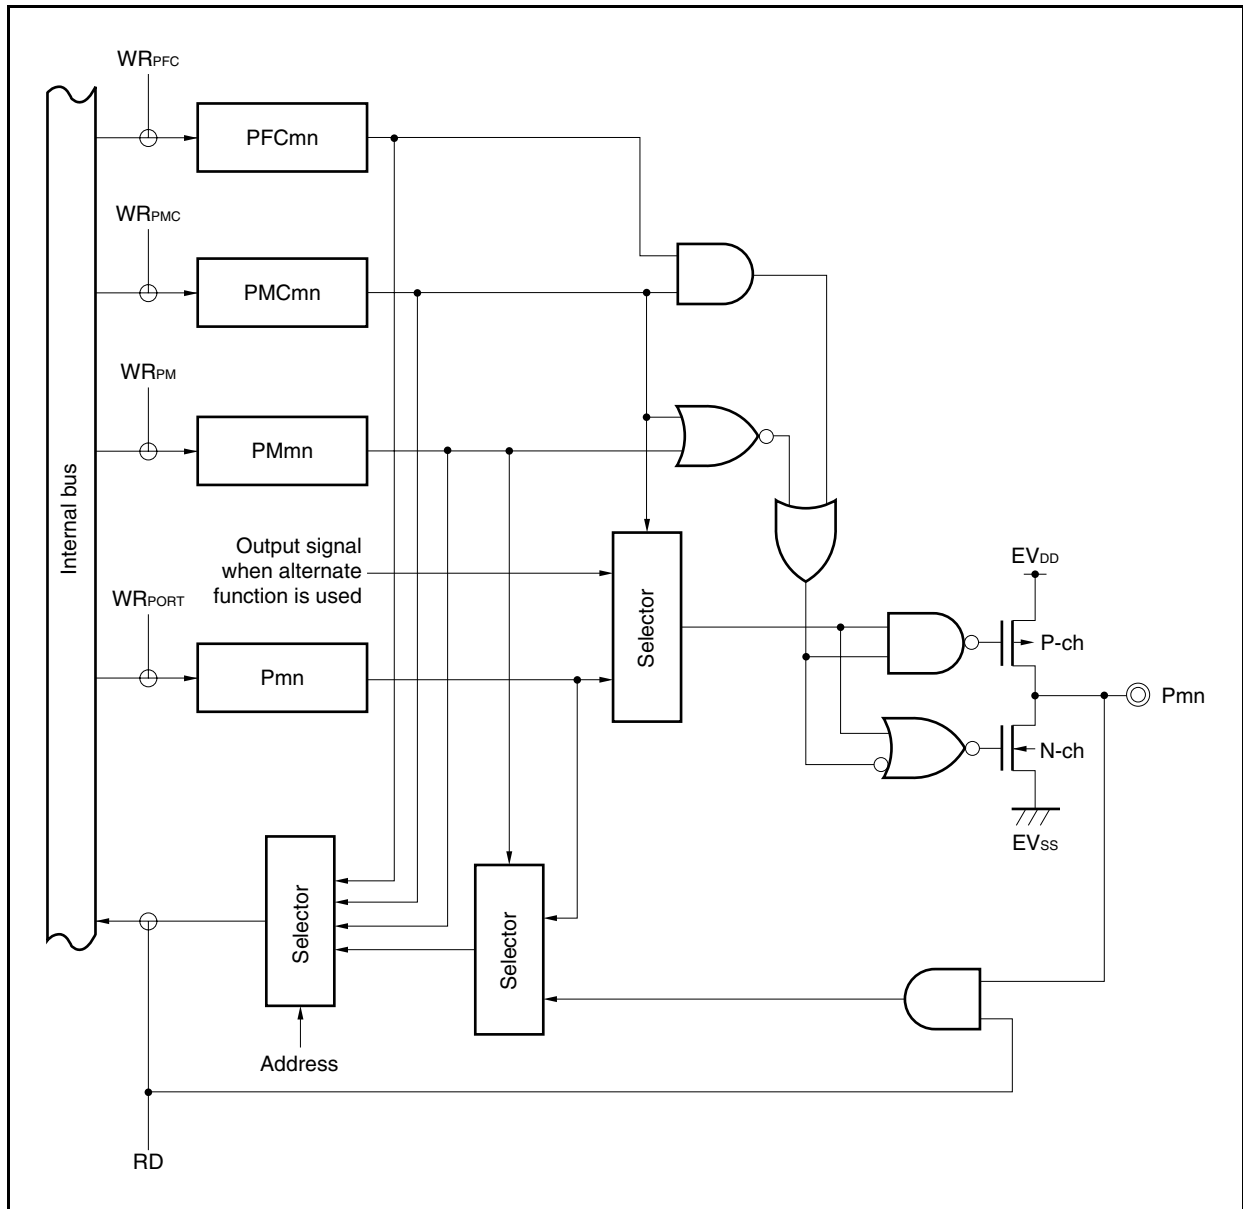 WRPFC
PFCmn
WRPMC
PMCmn
WRPM
PMmn
Internal bus
Output signal
when alternate
function is used
WRPORT
Pmn
Selector
EVDD
P-ch
Pmn
N-ch
EVSS
Selector
Selector
Address
RD